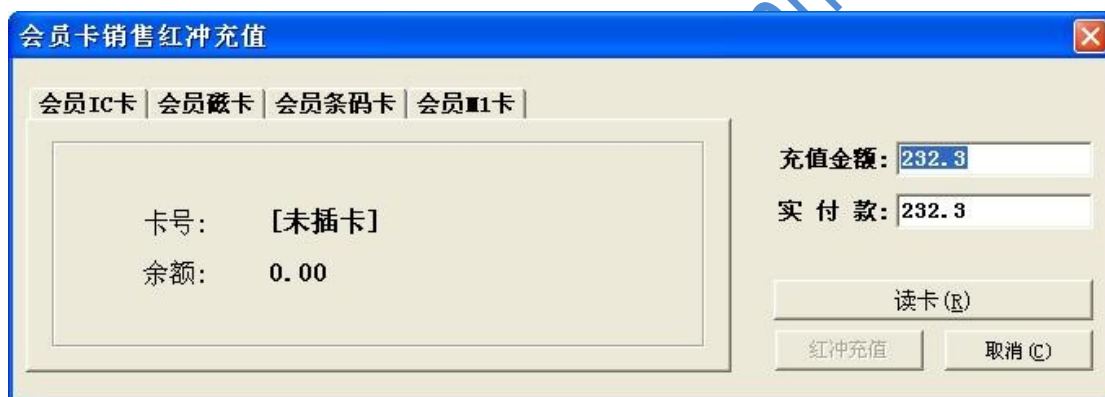 会员卡销售红冲充值
会员IC卡 会员磁卡 会员条码卡 会员M1卡
卡号: [未插卡]
余额: 0.00
充值金额: 232.3
实 付 款: 232.3
读卡(R)
红冲充值 取消(C)